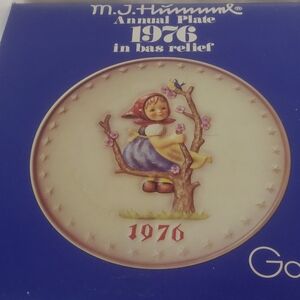 M.J.Hummel®
Annual Plate
1976
in bas relief
1976
Go